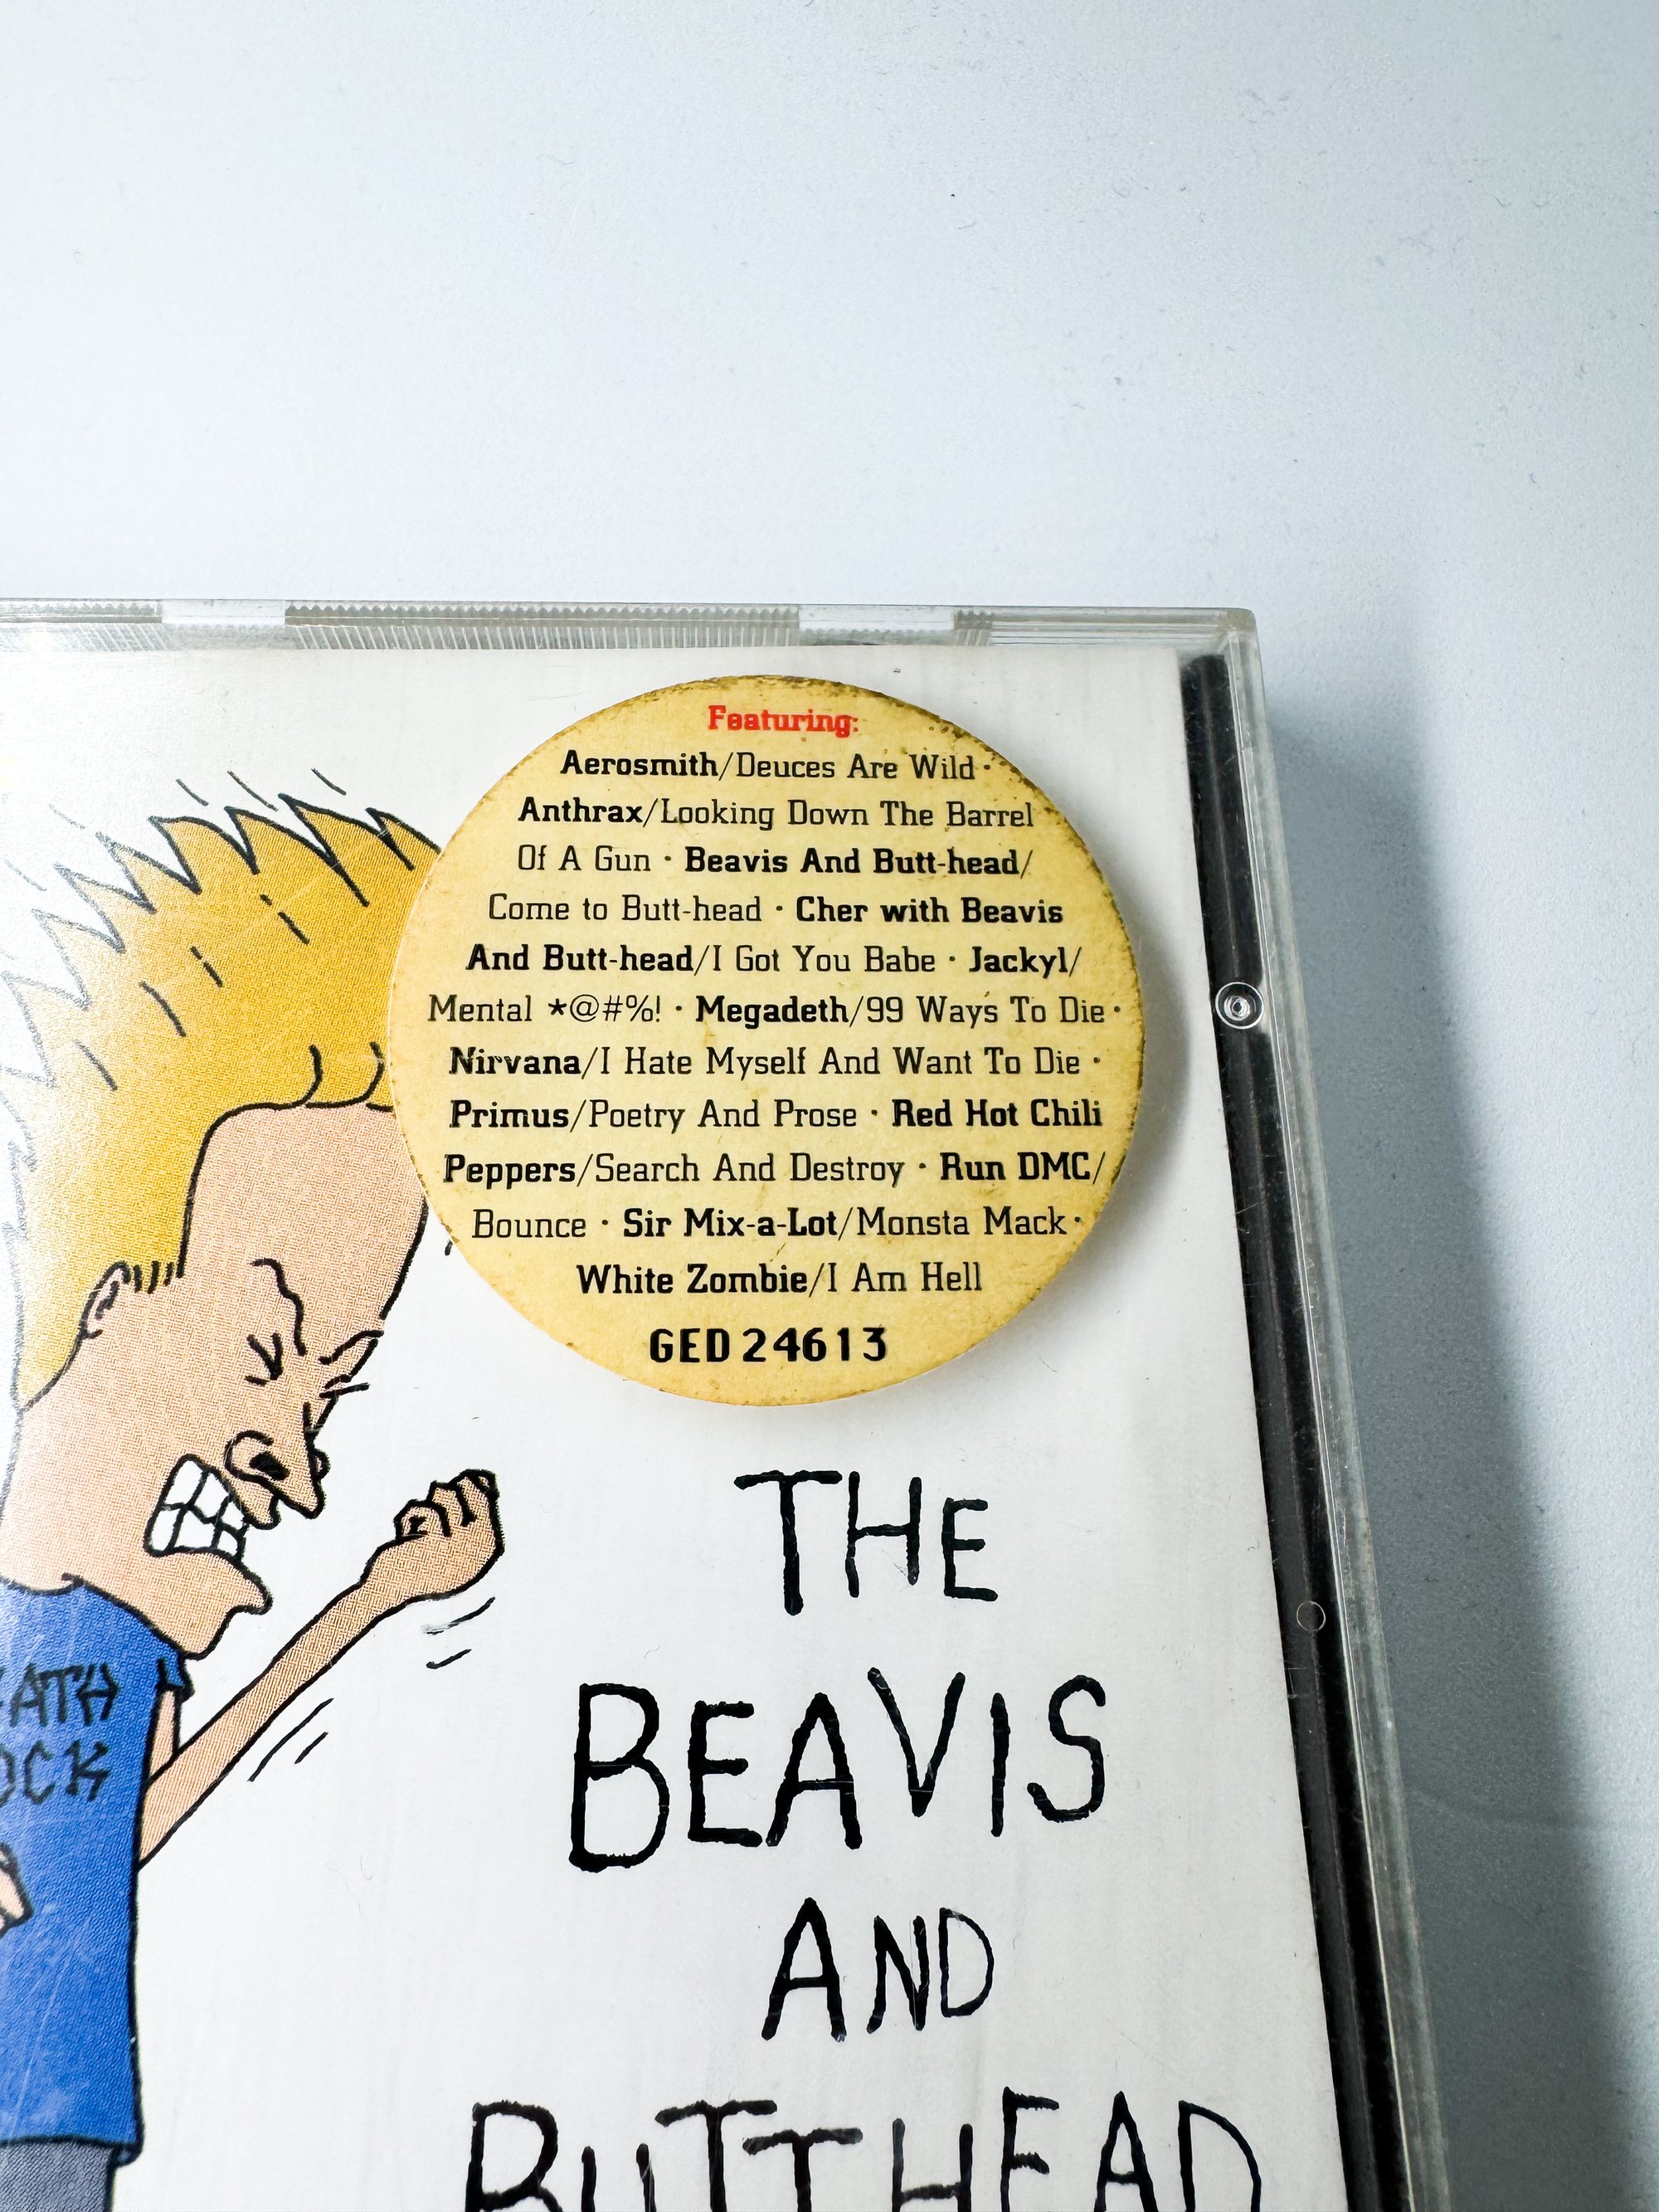 Featuring:
Aerosmith/Deuces Are Wild ·
Anthrax/Looking Down The Barrel
Of A Gun · Beavis And Butt-head/
Come to Butt-head · Cher with Beavis
And Butt-head/I Got You Babe · Jackyl/
Mental *@#%! · Megadeth/99 Ways To Die ·
Nirvana/I Hate Myself And Want To Die ·
Primus/Poetry And Prose · Red Hot Chili
Peppers/Search And Destroy · Run DMC/
Bounce · Sir Mix-a-Lot/Monsta Mack ·
White Zombie/I Am Hell
GED 24613
THE
BEAVIS
AND
BUTTHEAD